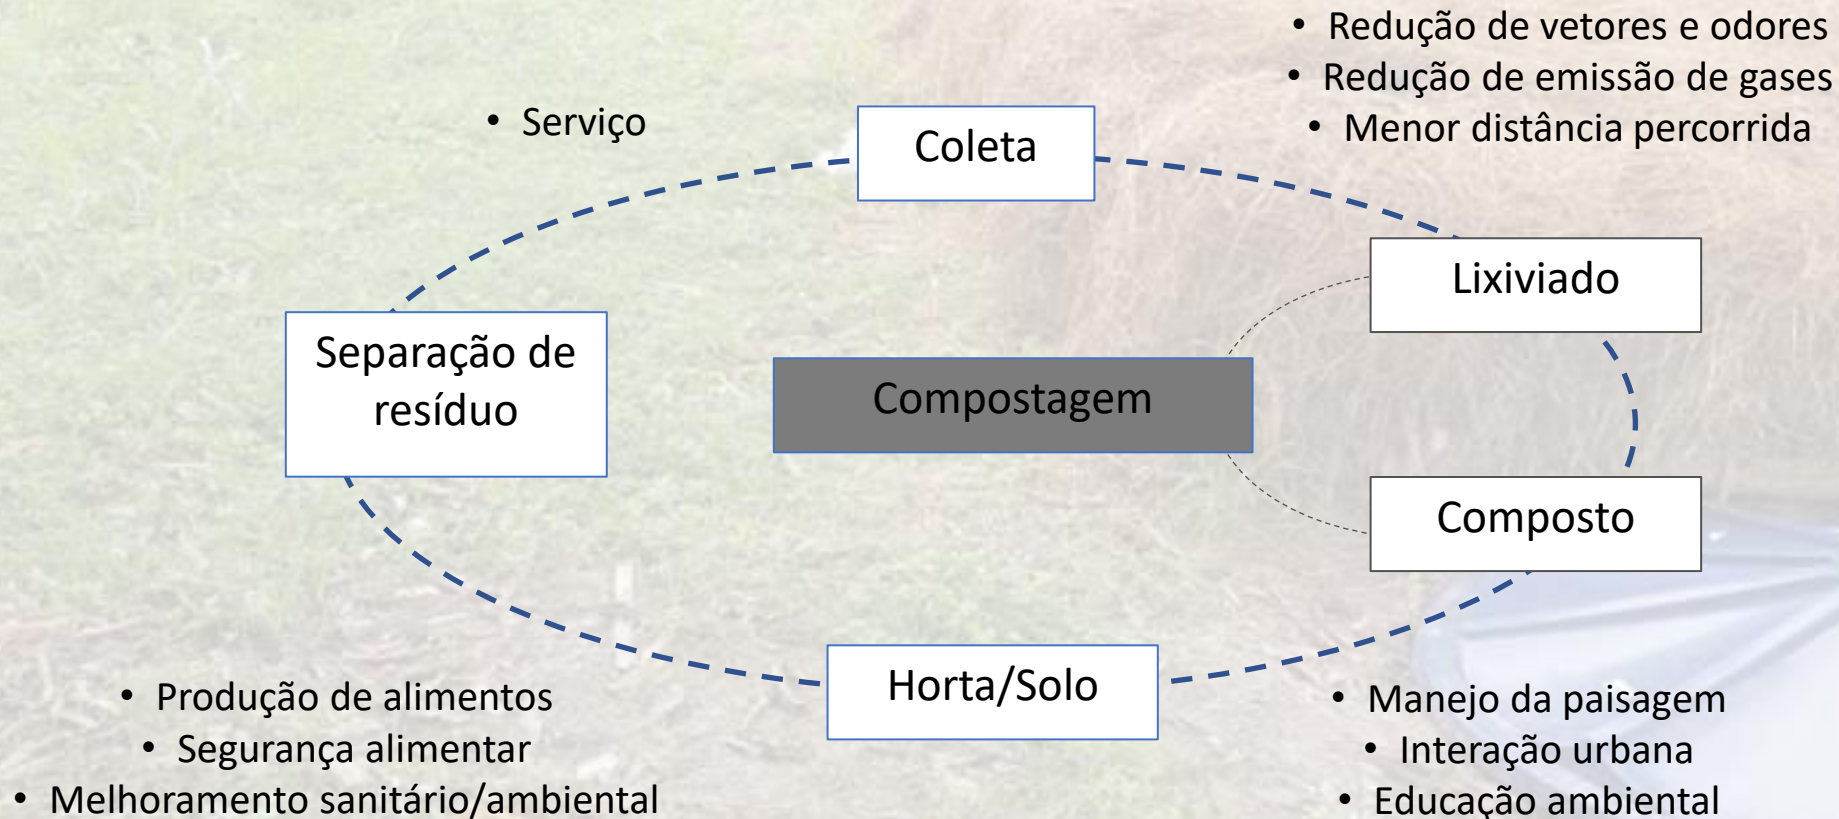 • Redução de vetores e odores
• Redução de emissão de gases
• Menor distância percorrida
• Serviço
Coleta
Lixiviado
Separação de
resíduo
Compostagem
Composto
Horta/Solo
• Produção de alimentos
• Segurança alimentar
• Melhoramento sanitário/ambiental
• Manejo da paisagem
• Interação urbana
• Educação ambiental